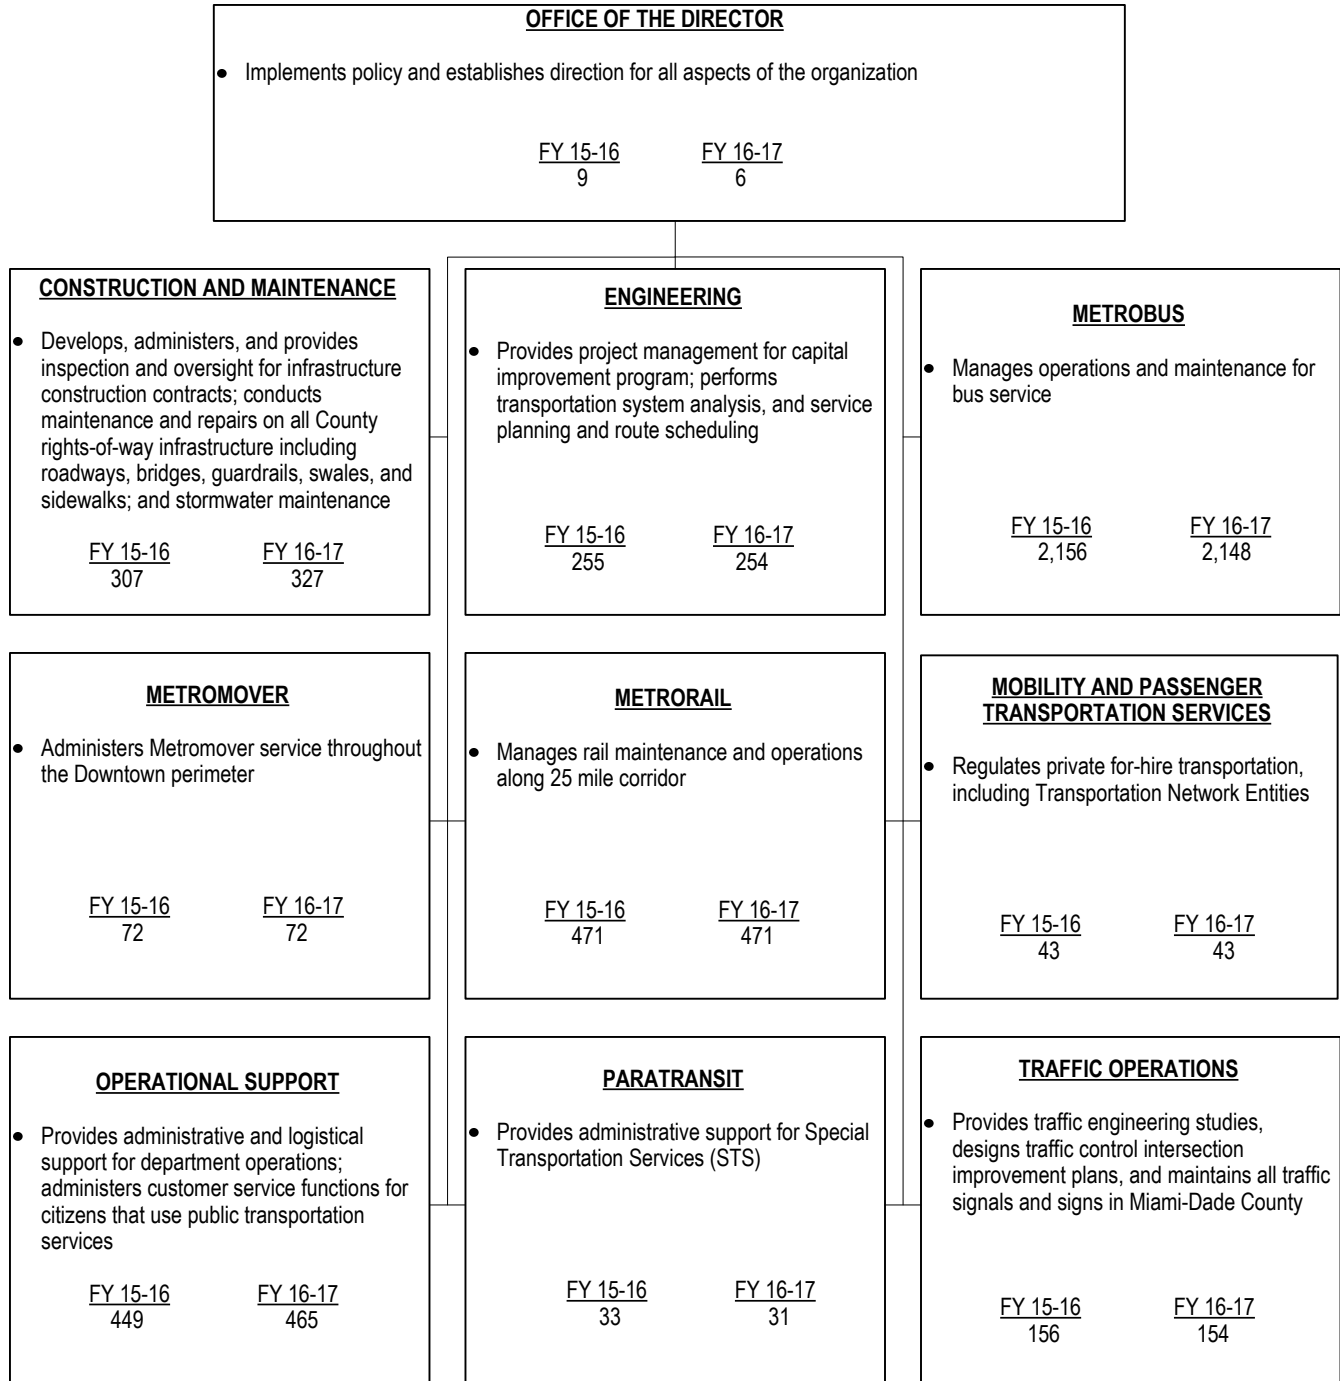 OFFICE OF THE DIRECTOR
• Implements policy and establishes direction for all aspects of the organization
FY 15-16 FY 16-17
9 6
CONSTRUCTION AND MAINTENANCE
• Develops, administers, and provides
inspection and oversight for infrastructure
construction contracts; conducts
maintenance and repairs on all County
rights-of-way infrastructure including
roadways, bridges, guardrails, swales, and
sidewalks; and stormwater maintenance
FY 15-16 FY 16-17
307 327
ENGINEERING
• Provides project management for capital
improvement program; performs
transportation system analysis, and service
planning and route scheduling
FY 15-16 FY 16-17
255 254
METROBUS
• Manages operations and maintenance for
bus service
FY 15-16 FY 16-17
2,156 2,148
METROMOVER
• Administers Metromover service throughout
the Downtown perimeter
FY 15-16 FY 16-17
72 72
METRORAIL
• Manages rail maintenance and operations
along 25 mile corridor
FY 15-16 FY 16-17
471 471
MOBILITY AND PASSENGER
TRANSPORTATION SERVICES
• Regulates private for-hire transportation,
including Transportation Network Entities
FY 15-16 FY 16-17
43 43
OPERATIONAL SUPPORT
• Provides administrative and logistical
support for department operations;
administers customer service functions for
citizens that use public transportation
services
FY 15-16 FY 16-17
449 465
PARATRANSIT
• Provides administrative support for Special
Transportation Services (STS)
FY 15-16 FY 16-17
33 31
TRAFFIC OPERATIONS
• Provides traffic engineering studies,
designs traffic control intersection
improvement plans, and maintains all traffic
signals and signs in Miami-Dade County
FY 15-16 FY 16-17
156 154